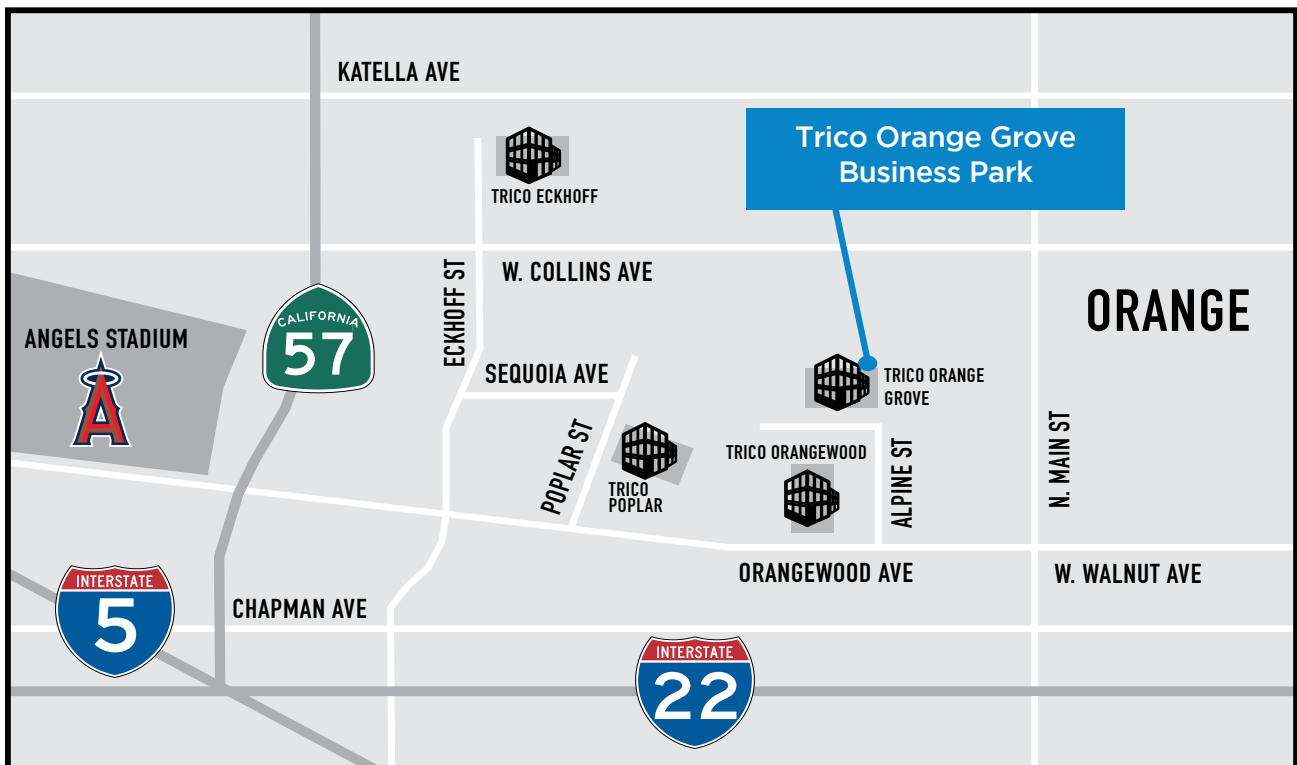 KATELLA AVE
Trico Orange Grove
Business Park
TRICO ECKHOFF
W. COLLINS AVE
ECKHOFF ST
ORANGE
ANGELS STADIUM
A
CALIFORNIA
57
SEQUOIA AVE
TRICO ORANGE
GROVE
POPLAR ST
TRICO
POPLAR
TRICO ORANGEWOOD
ALPINE ST
N. MAIN ST
ORANGEWOOD AVE
W. WALNUT AVE
INTERSTATE
5
CHAPMAN AVE
INTERSTATE
22